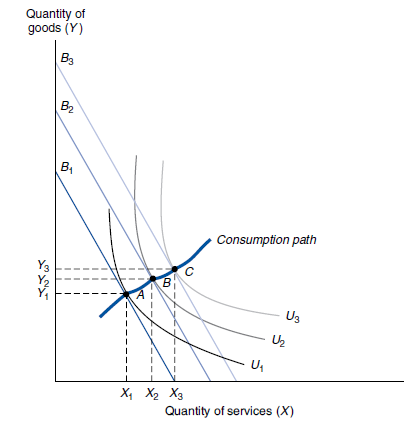 Quantity of
goods (Y)
B₃
B₂
B₁
Consumption path
Y₃
Y₂
Y₁
C
B
A
U₃
U₂
U₁
X₁ X₂ X₃
Quantity of services (X)